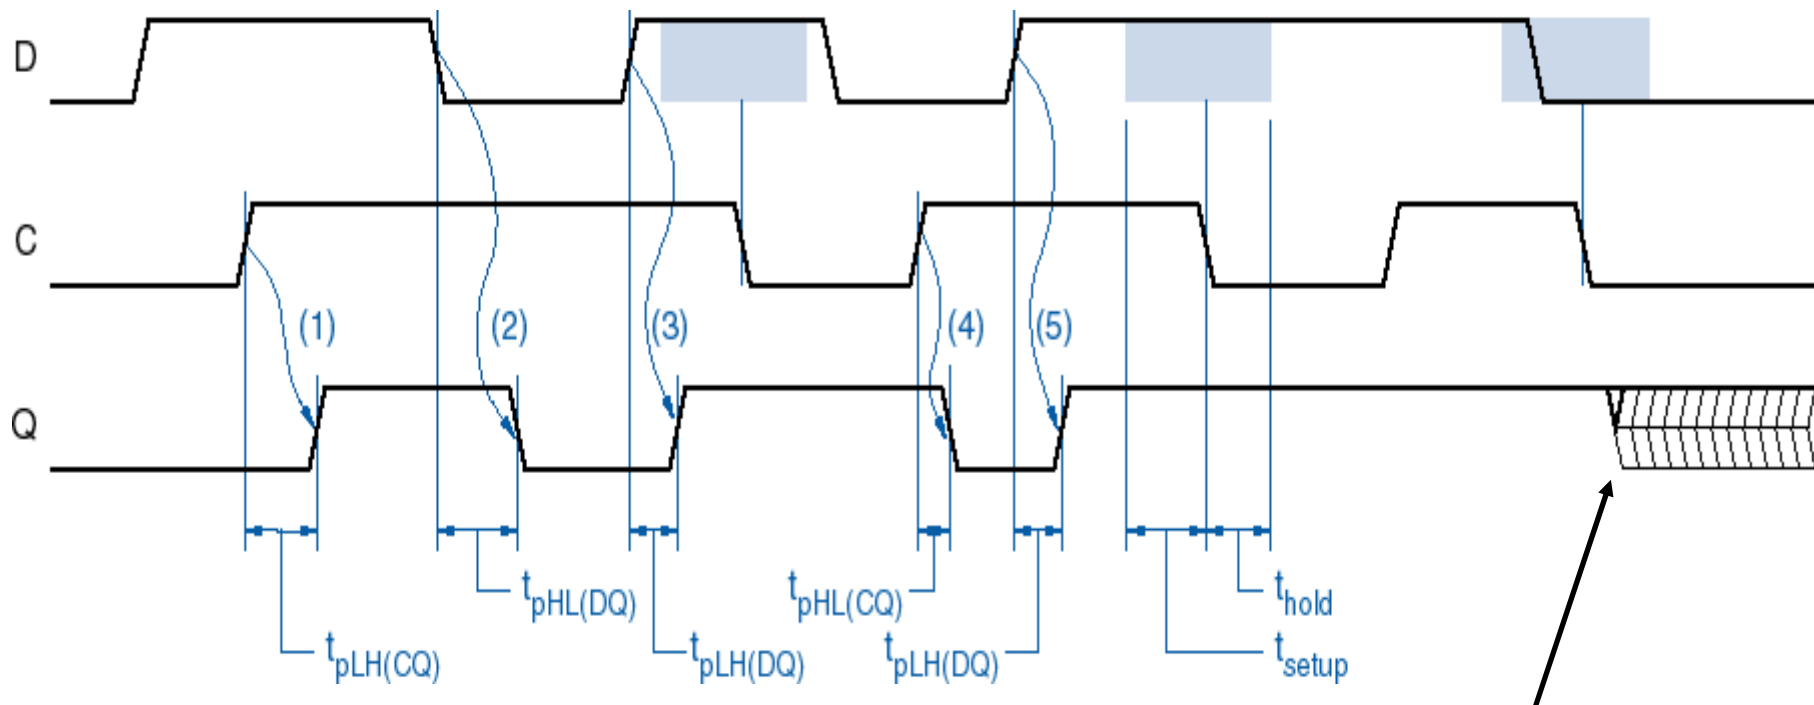 D
C
(1) (2) (3) (4) (5)
Q
tpHL(DQ) tpHL(CQ) thold
tpLH(CQ) tpLH(DQ) tpLH(DQ) tsetup